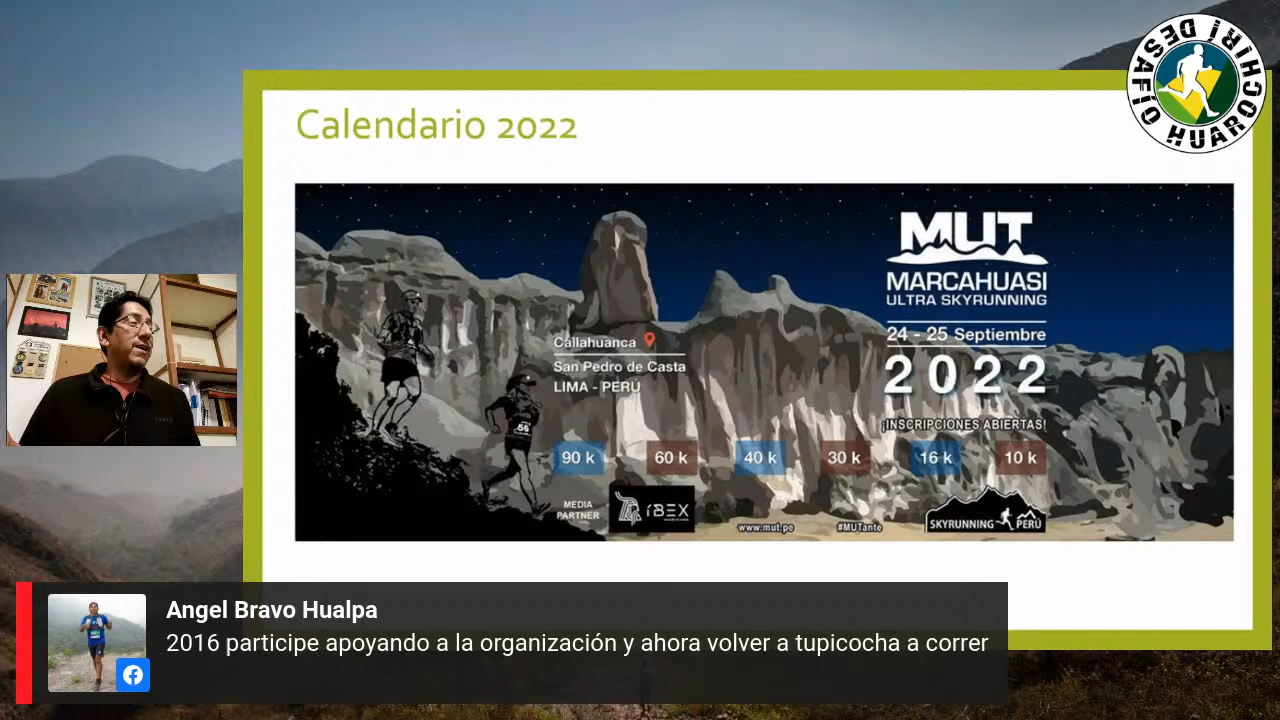 DESAFÍO HUAROCHIRÍ
Calendario 2022
MUT
MARCAHUASI
ULTRA SKYRUNNING
24 - 25 Septiembre
2022
¡INSCRIPCIONES ABIERTAS!
Callahuanca
San Pedro de Casta
LIMA - PERÚ
56
90 k
60 k
40 k
30 k
16 k
10 k
MEDIA
PARTNER
iBEX
www.mut.pe
#MUTante
SKYRUNNING PERÚ
Angel Bravo Hualpa
2016 participe apoyando a la organización y ahora volver a tupicocha a correr